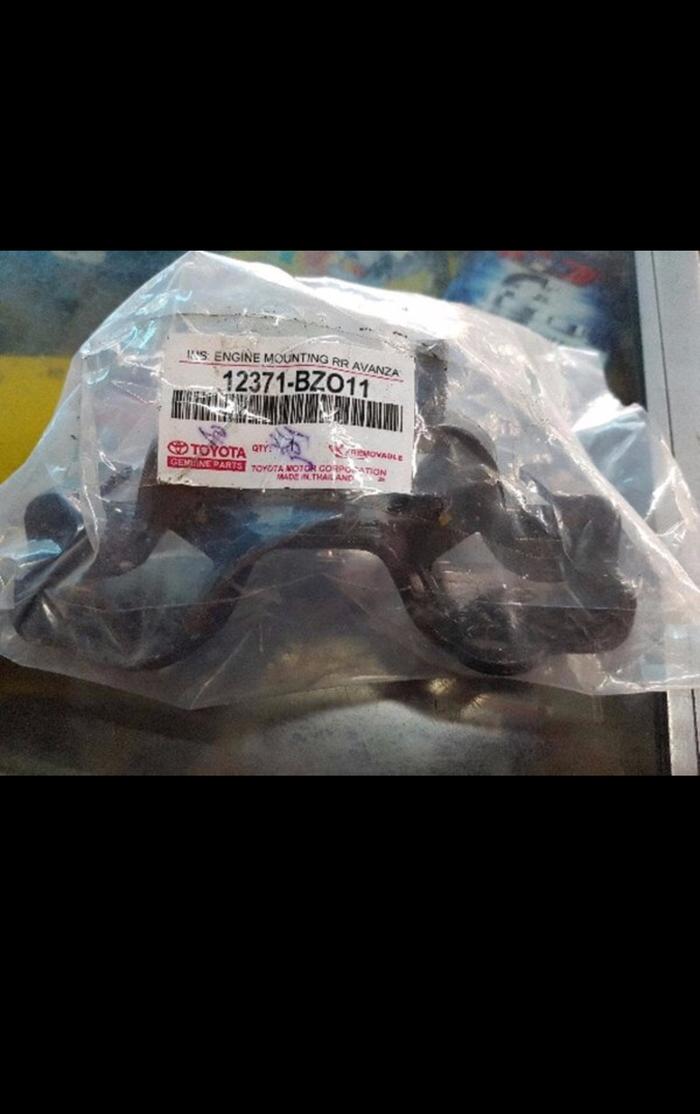 INS: ENGINE MOUNTING RR AVANZA
12371-BZO11
TOYOTA
GENUINE PARTS
QTY:
REMOVABLE
TOYOTA MOTOR CORPORATION
MADE IN.THAILAND